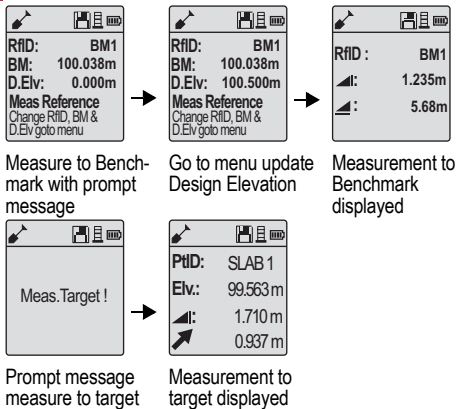 RfID: BM1
BM: 100.038m
D.Elv: 0.000m
Meas Reference
Change RfID, BM &
D.Elv goto menu
Measure to Bench-
mark with prompt
message
RfID: BM1
BM: 100.038m
D.Elv: 100.500m
Meas Reference
Change RfID, BM &
D.Elv goto menu
Go to menu update
Design Elevation
RfID : BM1
: 1.235m
: 5.68m
Measurement to
Benchmark
displayed
Meas.Target !
Prompt message
measure to target
PtID: SLAB 1
Elv.: 99.563 m
: 1.710 m
0.937 m
Measurement to
target displayed